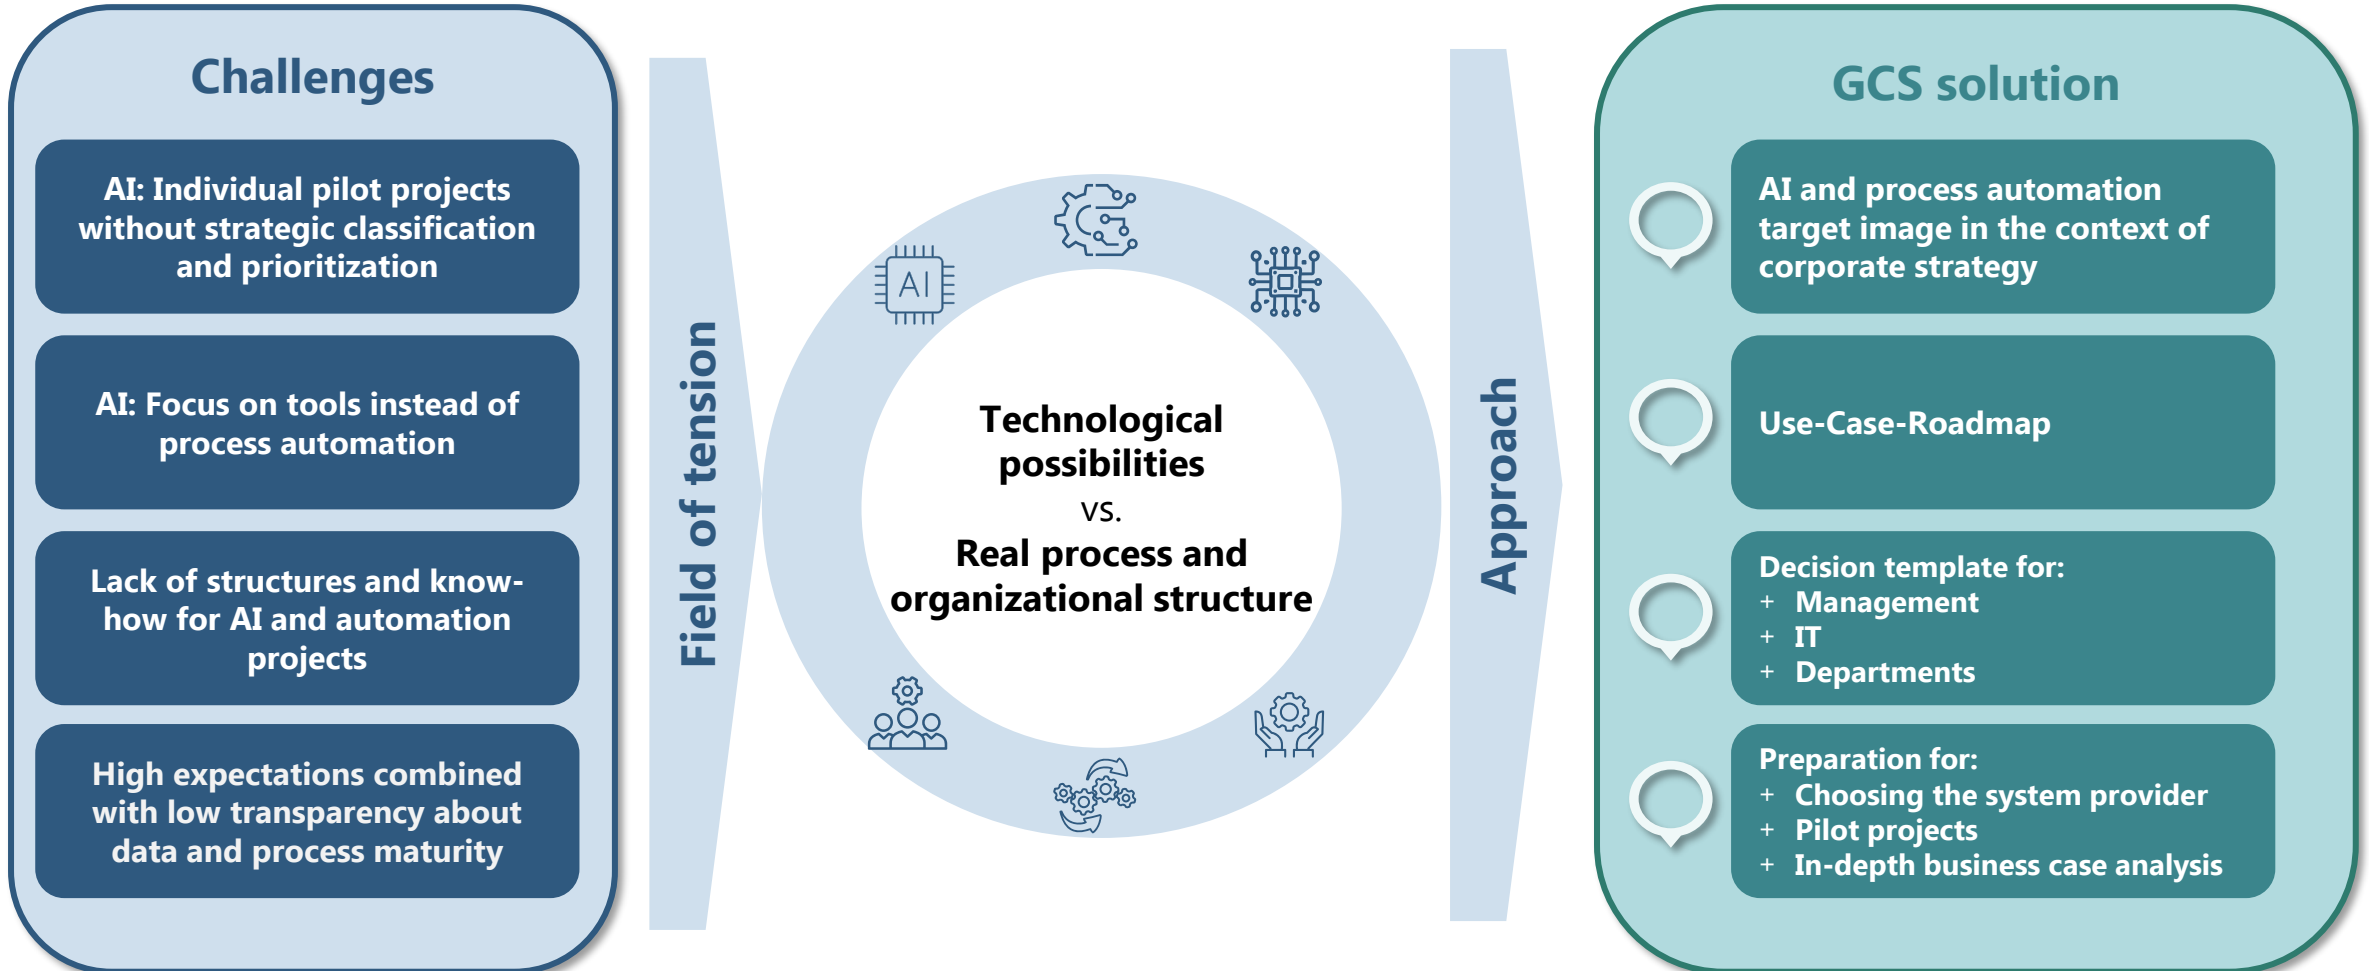 Challenges
AI: Individual pilot projects
without strategic classification
and prioritization
AI: Focus on tools instead of
process automation
Lack of structures and know-
how for AI and automation
projects
High expectations combined
with low transparency about
data and process maturity
Field of tension
AI
Technological
possibilities
vs.
Real process and
organizational structure
Approach
GCS solution
AI and process automation
target image in the context of
corporate strategy
Use-Case-Roadmap
Decision template for:
+ Management
+ IT
+ Departments
Preparation for:
+ Choosing the system provider
+ Pilot projects
+ In-depth business case analysis